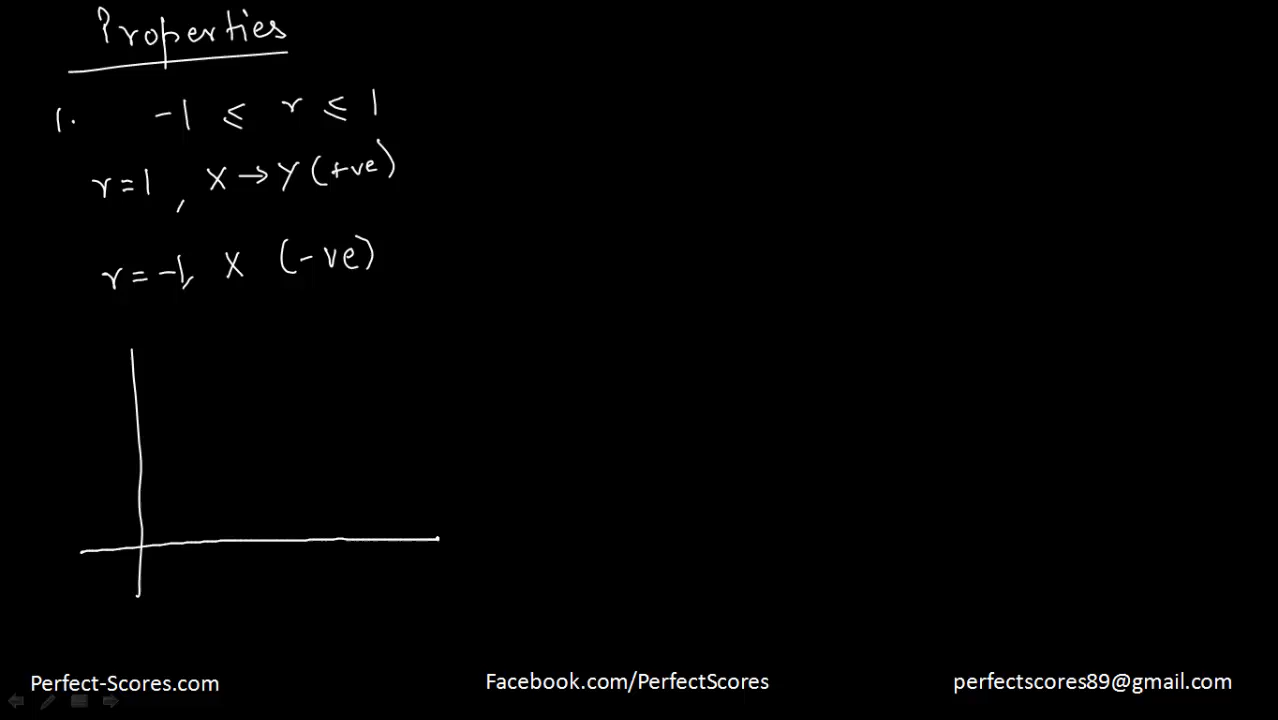 Properties
1. -1 ≤ r ≤ 1
r = 1, X → Y (+ve)
r = -1, X (-ve)
Perfect-Scores.com
Facebook.com/PerfectScores
perfectscores89@gmail.com